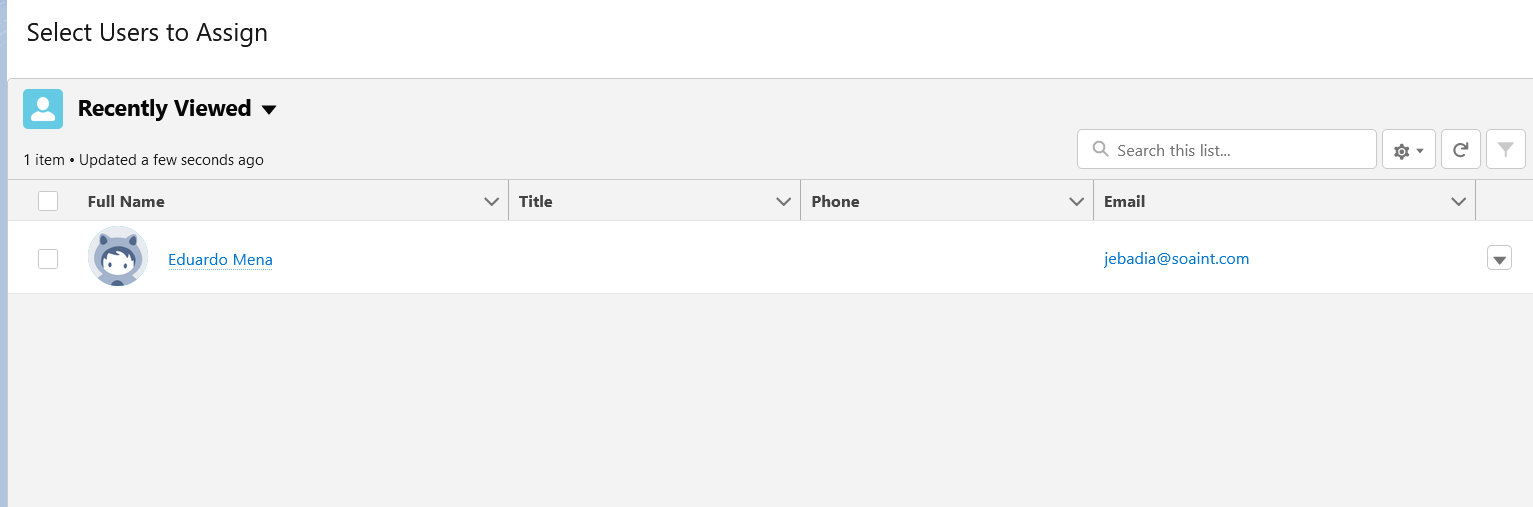 Select Users to Assign
Recently Viewed
1 item • Updated a few seconds ago
Search this list...
Full Name Title Phone Email
Eduardo Mena jebadia@soaint.com